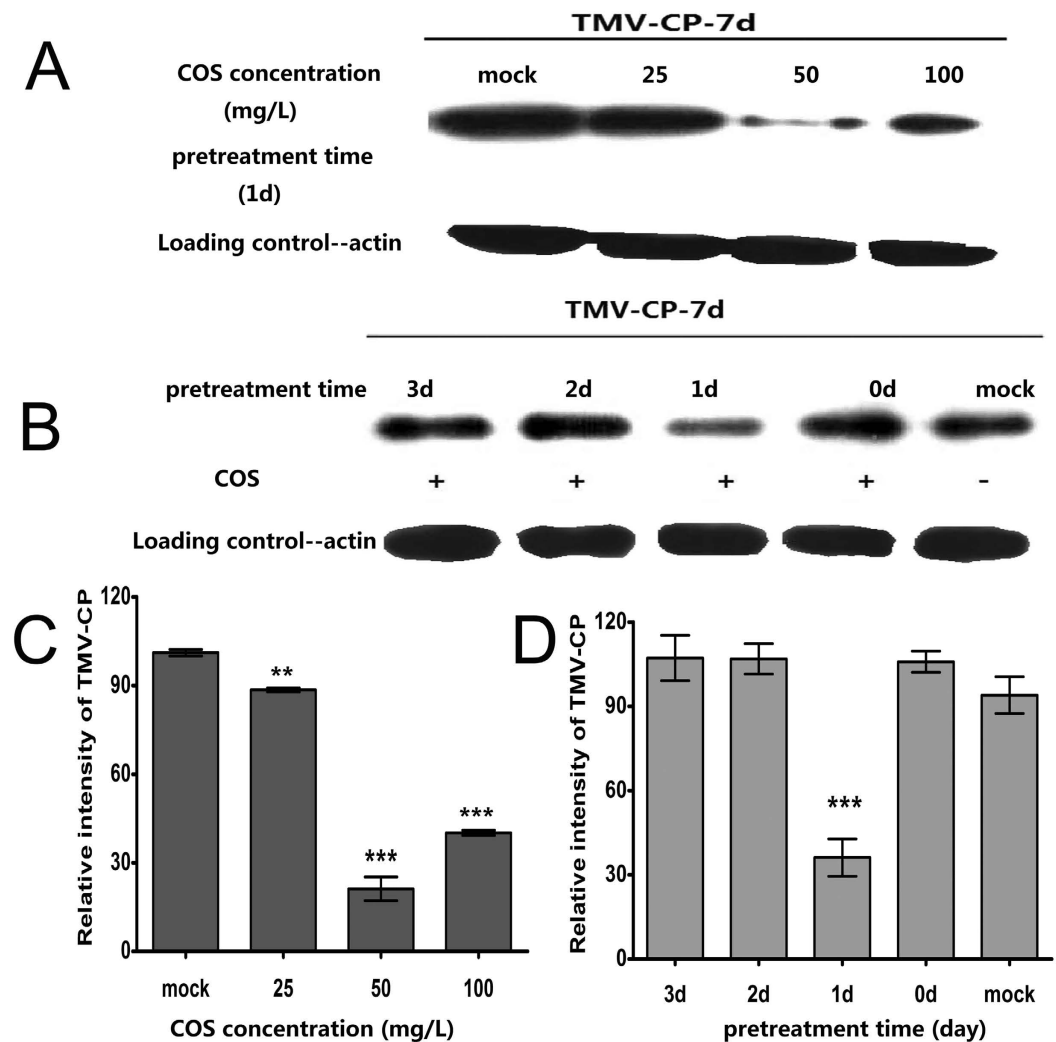 A
TMV-CP-7d
COS concentration
(mg/L)
mock 25 50 100
pretreatment time
(1d)
Loading control--actin
B
TMV-CP-7d
pretreatment time 3d 2d 1d 0d mock
COS + + + + -
Loading control--actin
C
Relative intensity of TMV-CP
120
90
60
30
0
**
***
***
mock 25 50 100
COS concentration (mg/L)
D
Relative intensity of TMV-CP
120
90
60
30
0
***
3d 2d 1d 0d mock
pretreatment time (day)